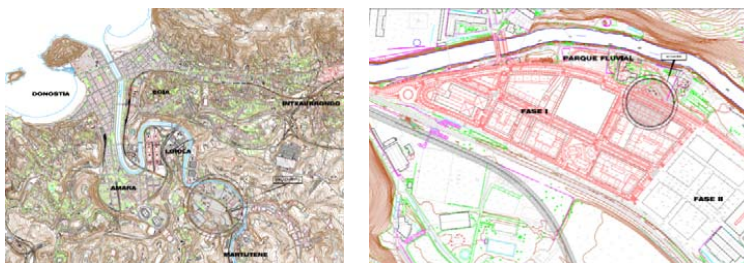 DONOSTIA
EGIA
INTXAURRONDO
LOIOLA
AMARA
MARTUTENE
PARQUE FLUVIAL
FASE I
FASE II